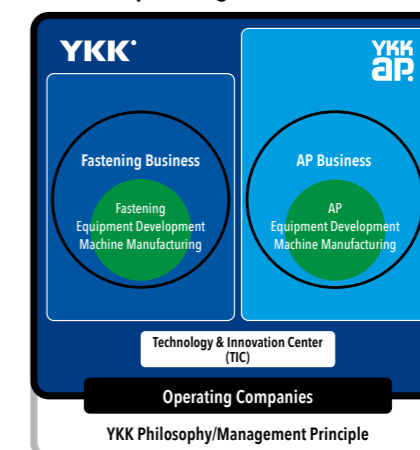 YKK
YKK
ap
Fastening Business
Fastening
Equipment Development
Machine Manufacturing
AP Business
AP
Equipment Development
Machine Manufacturing
Technology & Innovation Center
(TIC)
Operating Companies
YKK Philosophy/Management Principle